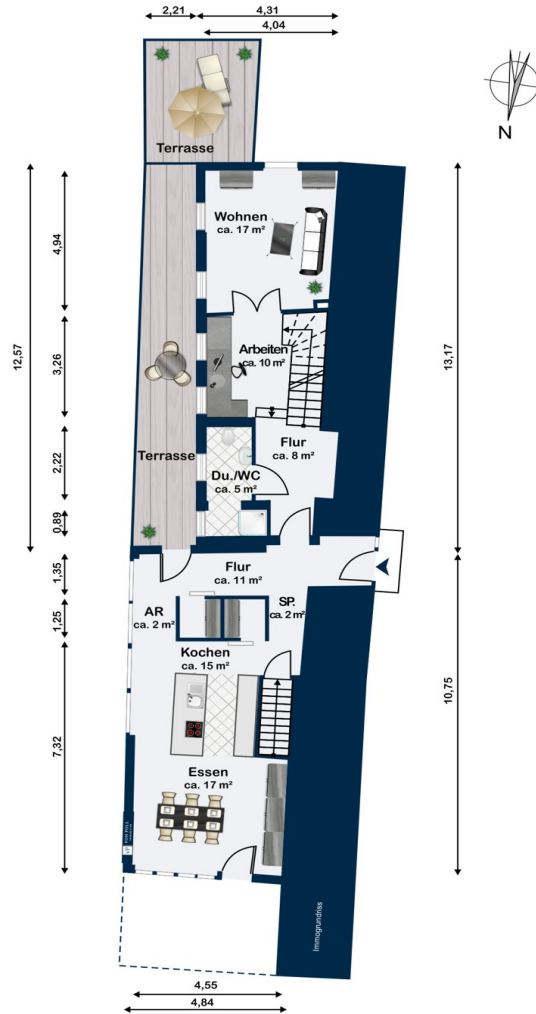 2,21
4,31
4,04
N
Terrasse
12,57
4,94
3,26
2,22
0,89
1,35
1,25
7,32
13,17
10,75
Wohnen
ca. 17 m²
Arbeiten
ca. 10 m²
Flur
ca. 8 m²
Terrasse
Du./WC
ca. 5 m²
Flur
ca. 11 m²
AR
ca. 2 m²
SP.
ca. 2 m²
Kochen
ca. 15 m²
Essen
ca. 17 m²
Immogrundriss
4,55
4,84